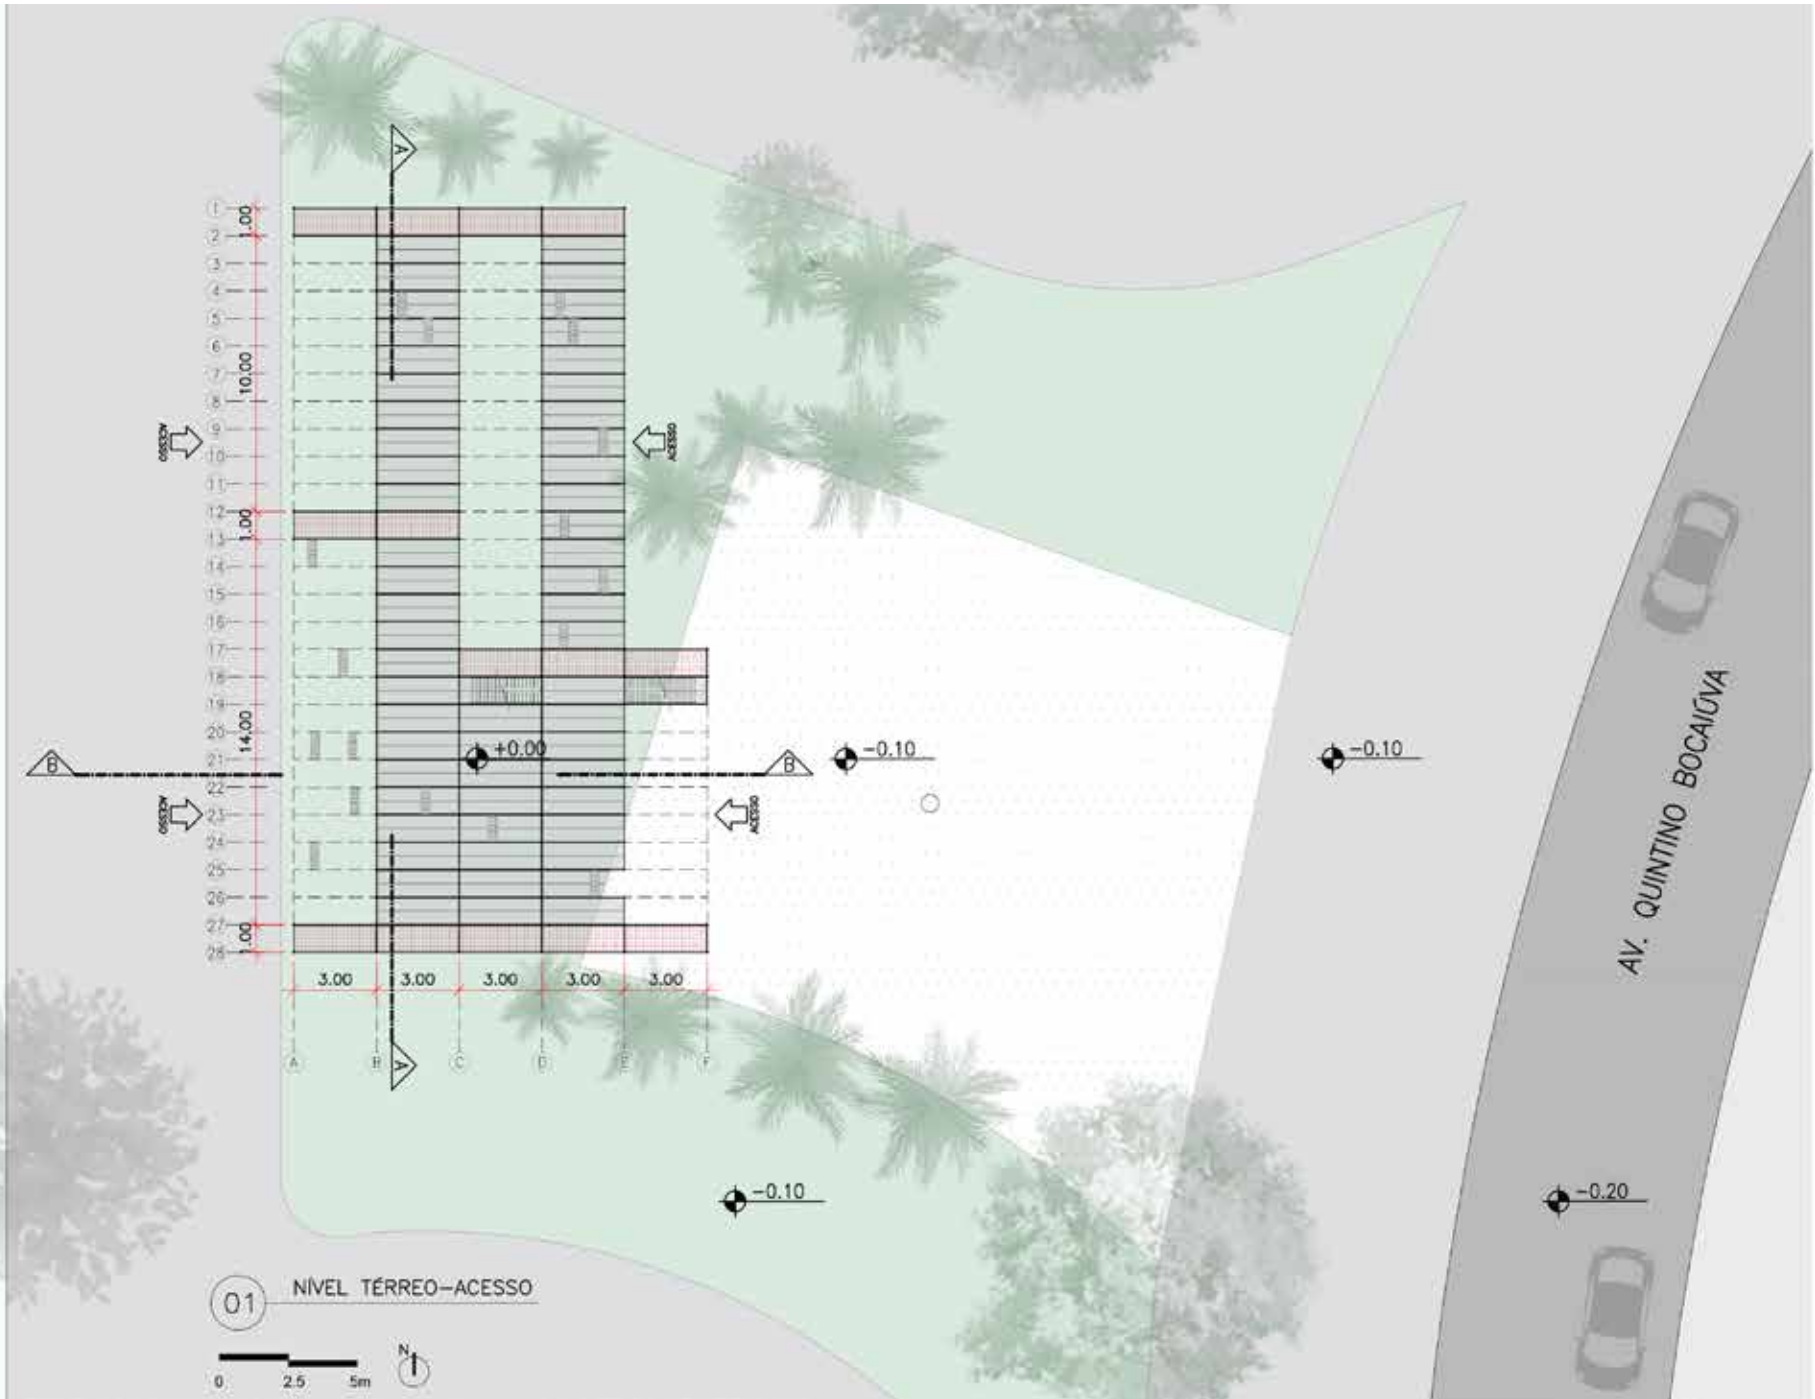 A
1
2
3
4
5
6
7
8
9
10
11
12
13
14
15
16
17
18
19
20
21
22
23
24
25
26
27
28
1.00
10.00
1.00
14.00
1.00
ACESSO
ACESSO
ACESSO
ACESSO
B
B
+0.00
-0.10
-0.10
AV. QUINTINO BOCAIÚVA
3.00 3.00 3.00 3.00 3.00
A B C D E F
A
-0.10
-0.20
01 NÍVEL TÉRREO-ACESSO
N
0 2.5 5m